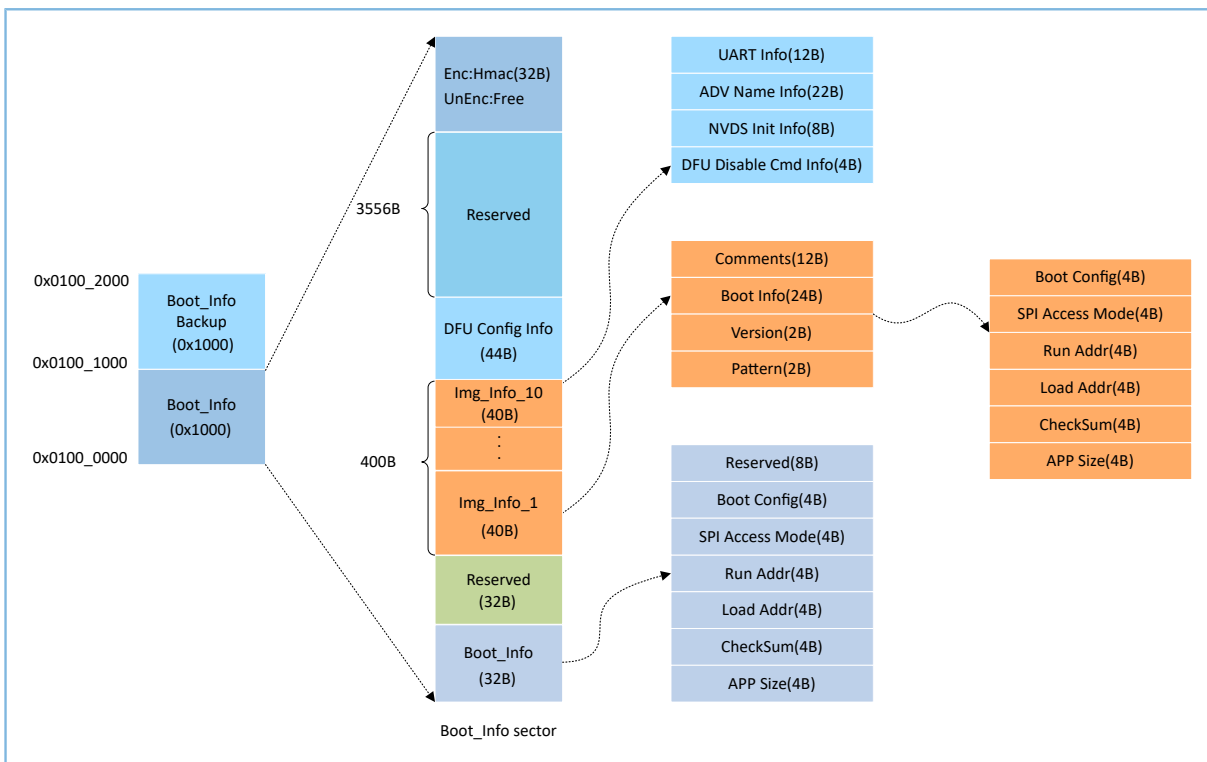 0x0100_2000
0x0100_1000
0x0100_0000
Boot_Info
Backup
(0x1000)
Boot_Info
(0x1000)
3556B
400B
Enc:Hmac(32B)
UnEnc:Free
Reserved
DFU Config Info
(44B)
Img_Info_10
(40B)
⋮
Img_Info_1
(40B)
Reserved
(32B)
Boot_Info
(32B)
Boot_Info sector
UART Info(12B)
ADV Name Info(22B)
NVDS Init Info(8B)
DFU Disable Cmd Info(4B)
Comments(12B)
Boot Info(24B)
Version(2B)
Pattern(2B)
Reserved(8B)
Boot Config(4B)
SPI Access Mode(4B)
Run Addr(4B)
Load Addr(4B)
CheckSum(4B)
APP Size(4B)
Boot Config(4B)
SPI Access Mode(4B)
Run Addr(4B)
Load Addr(4B)
CheckSum(4B)
APP Size(4B)